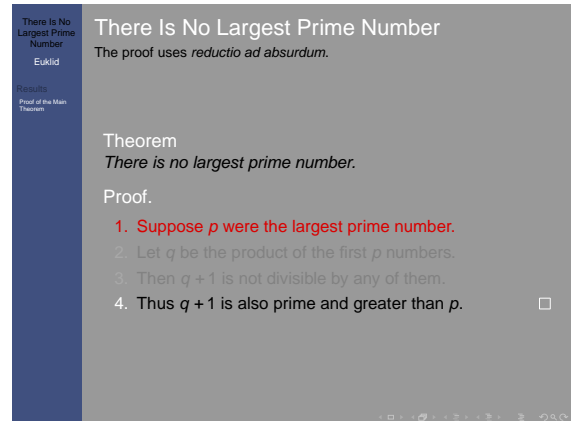 There Is No
Largest Prime
Number
Euklid
Results
Proof of the Main
Theorem
There Is No Largest Prime Number
The proof uses reductio ad absurdum.
Theorem
There is no largest prime number.
Proof.
1. Suppose p were the largest prime number.
2. Let q be the product of the first p numbers.
3. Then q + 1 is not divisible by any of them.
4. Thus q + 1 is also prime and greater than p.